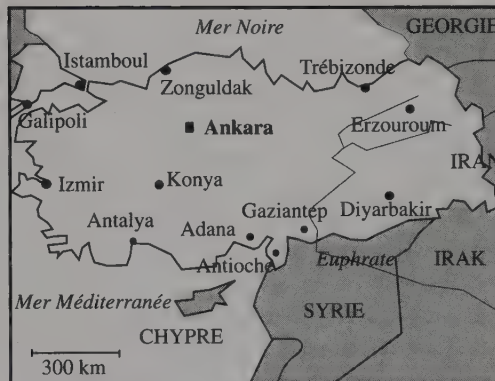 Mer Noire
GEORGIE
Istamboul
Zonguldak
Trébizonde
Galipoli
Ankara
Erzouroum
IRAN
Izmir
Konya
Gaziantep
Diyarbakir
Antalya
Adana
Antioche
Euphrate
IRAK
Mer Méditerranée
SYRIE
CHYPRE
300 km